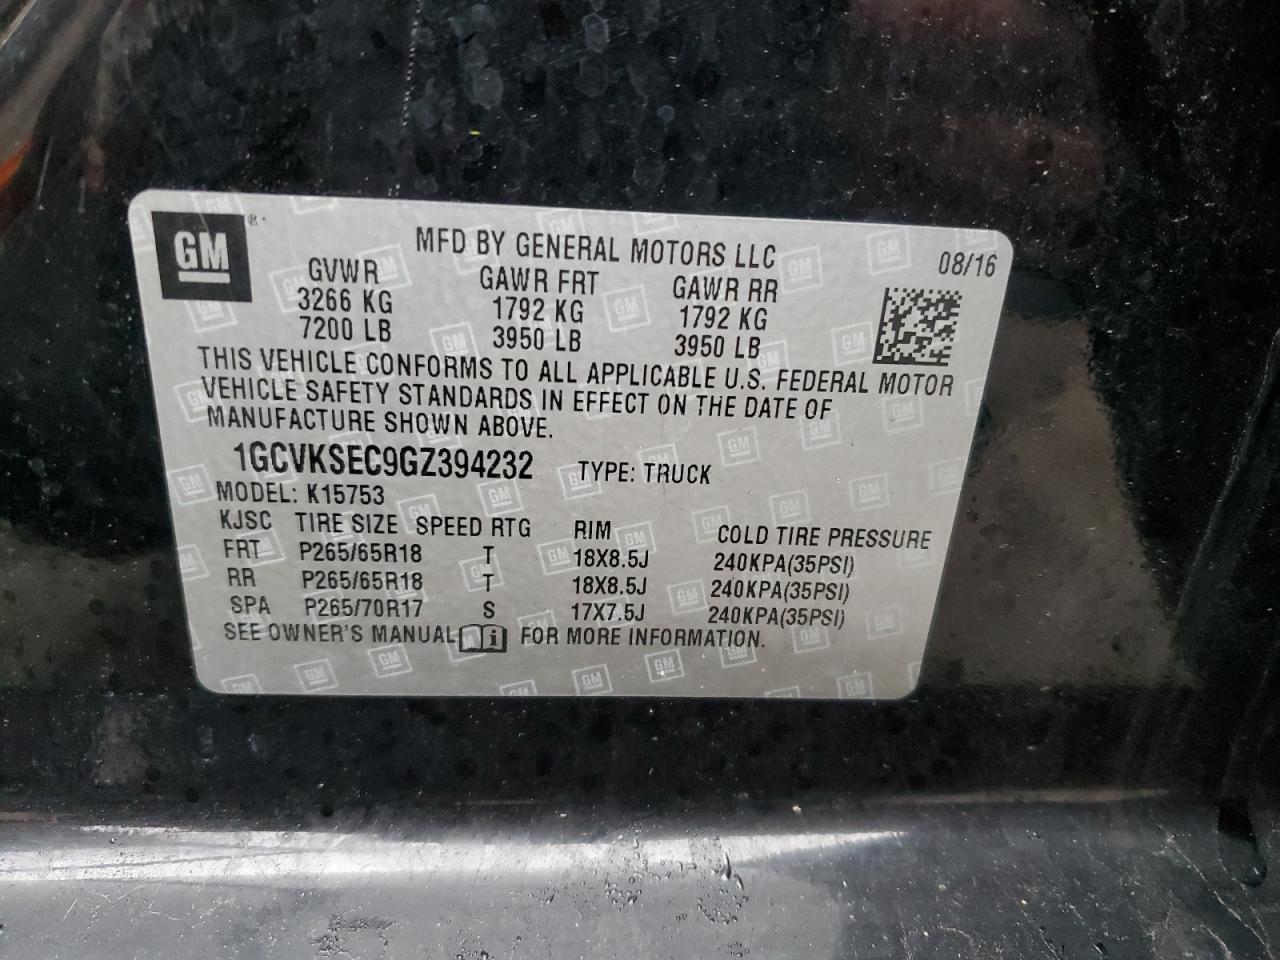 GM ®
MFD BY GENERAL MOTORS LLC
08/16
GVWR GAWR FRT GAWR RR
3266 KG 1792 KG 1792 KG
7200 LB 3950 LB 3950 LB
THIS VEHICLE CONFORMS TO ALL APPLICABLE U.S. FEDERAL MOTOR
VEHICLE SAFETY STANDARDS IN EFFECT ON THE DATE OF
MANUFACTURE SHOWN ABOVE.
1GCVKSEC9GZ394232 TYPE: TRUCK
MODEL: K15753
KJSC TIRE SIZE SPEED RTG RIM COLD TIRE PRESSURE
FRT P265/65R18 T 18X8.5J 240KPA(35PSI)
RR P265/65R18 T 18X8.5J 240KPA(35PSI)
SPA P265/70R17 S 17X7.5J 240KPA(35PSI)
SEE OWNER'S MANUAL i FOR MORE INFORMATION.